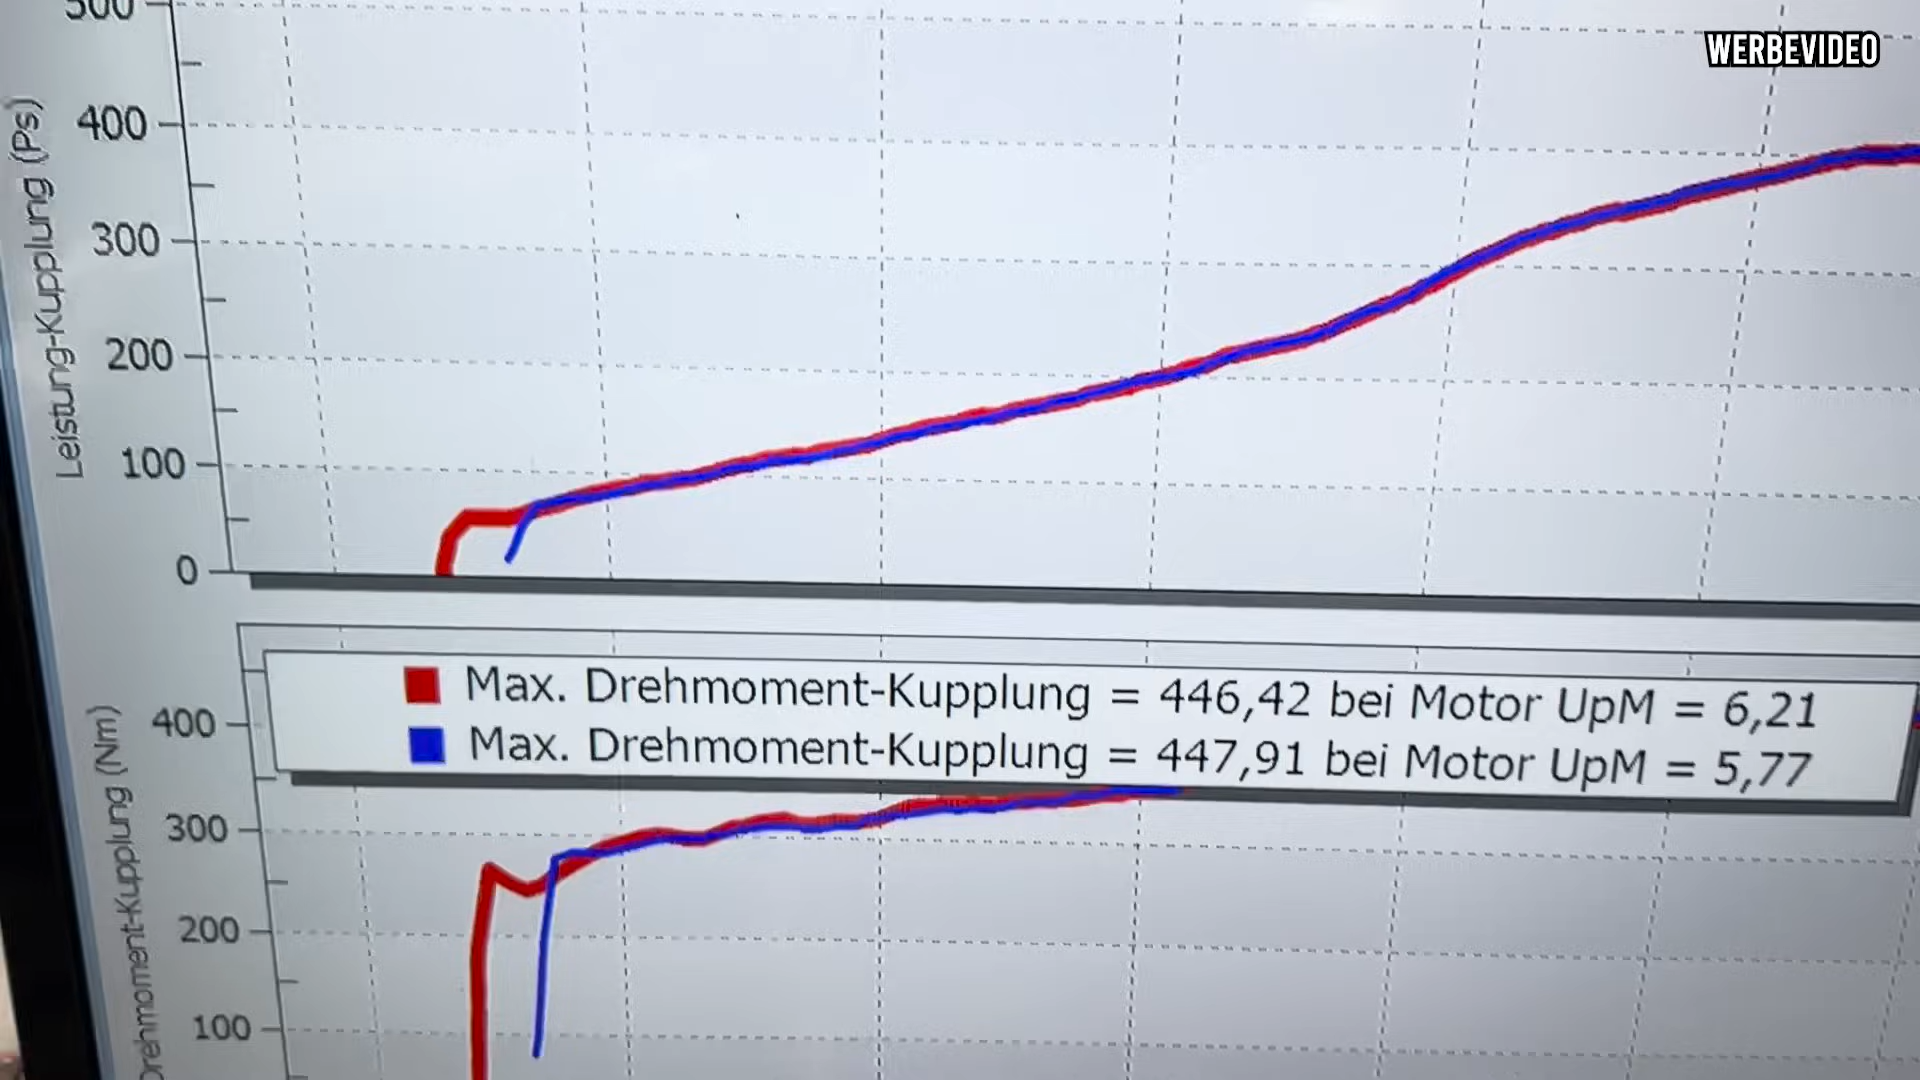 500
WERBEVIDEO
400
300
200
100
0
Leistung-Kupplung (Ps)
Max. Drehmoment-Kupplung = 446,42 bei Motor UpM = 6,21
Max. Drehmoment-Kupplung = 447,91 bei Motor UpM = 5,77
400
300
200
100
Drehmoment-Kupplung (Nm)